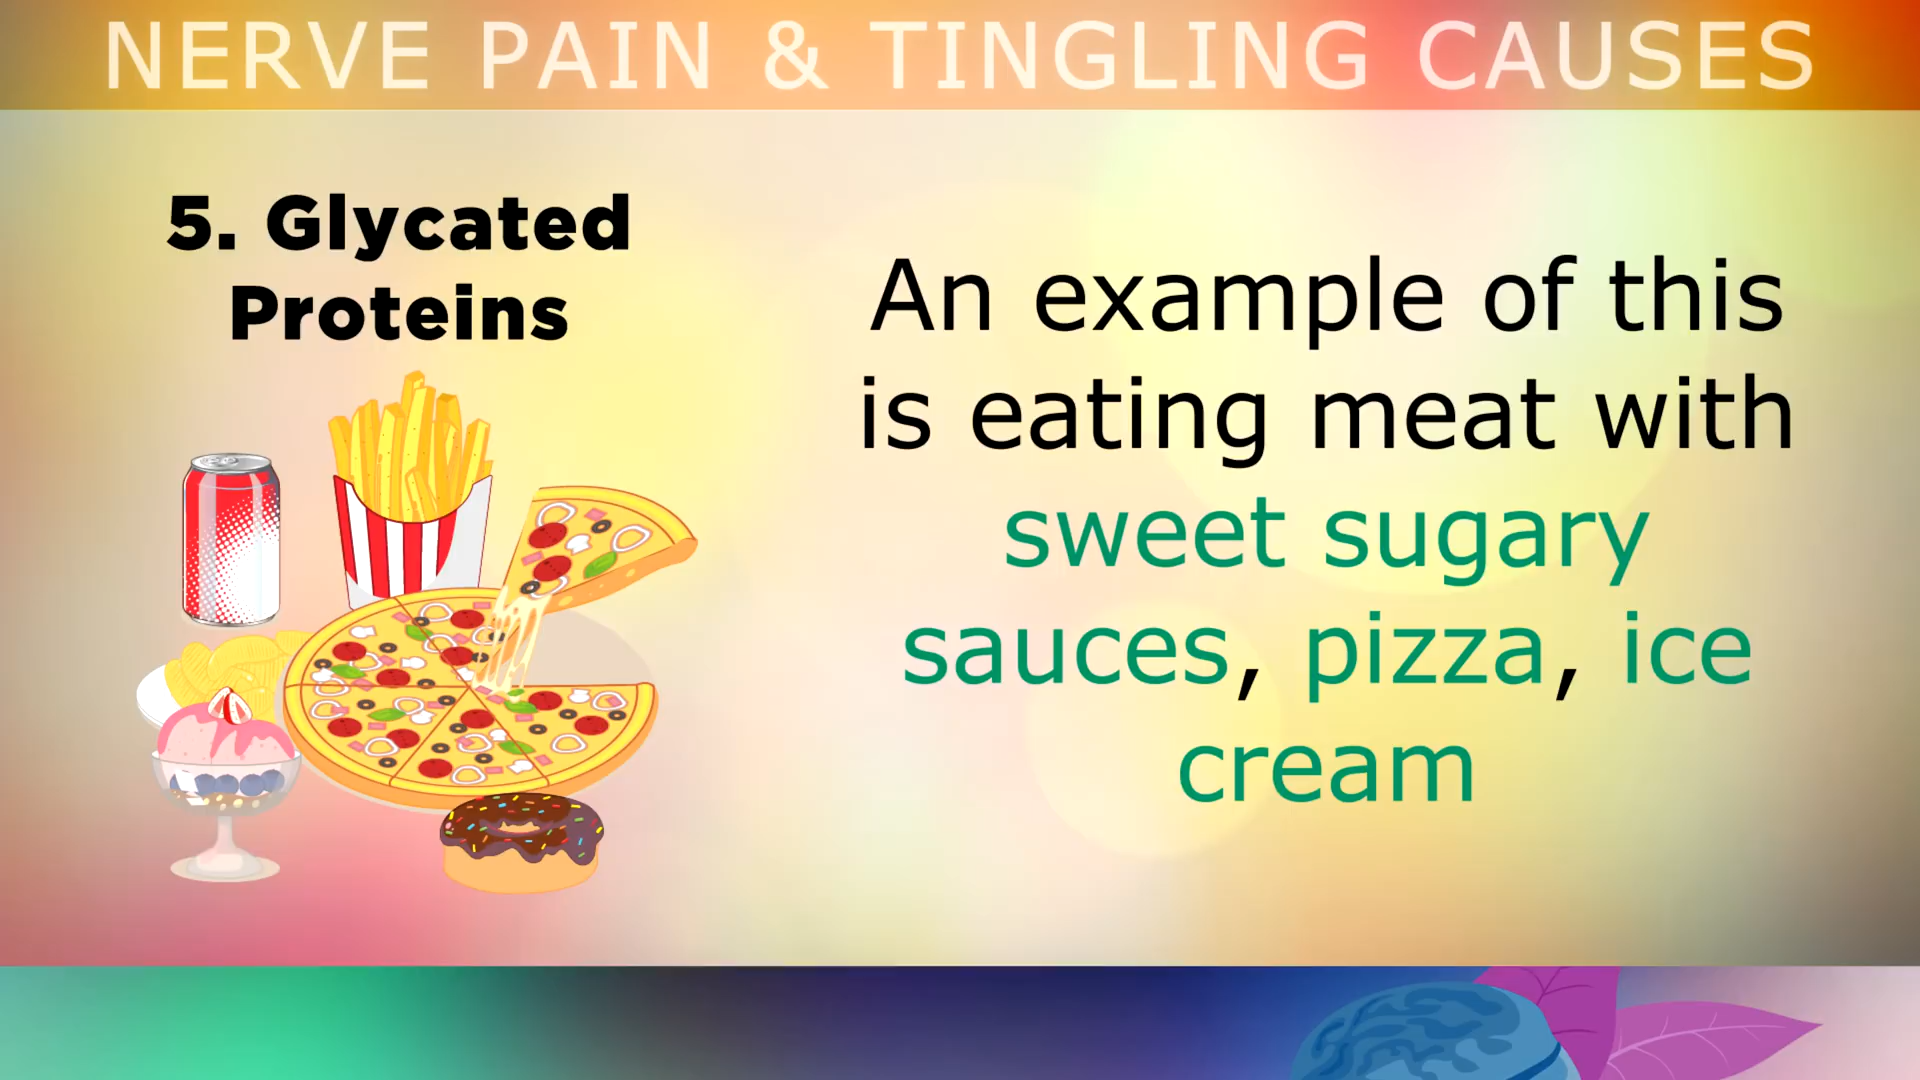 NERVE PAIN & TINGLING CAUSES
5. Glycated
Proteins
An example of this
is eating meat with
sweet sugary
sauces, pizza, ice
cream